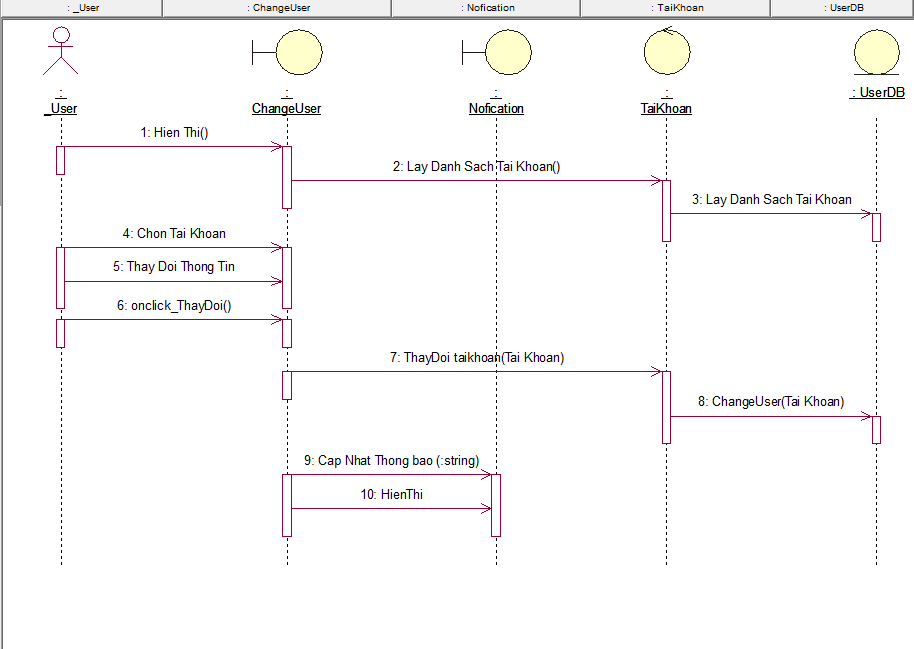 : _User
: ChangeUser
: Nofication
: TaiKhoan
: UserDB
:
_User
:
ChangeUser
:
Nofication
:
TaiKhoan
: UserDB
1: Hien Thi()
2: Lay Danh Sach Tai Khoan()
3: Lay Danh Sach Tai Khoan
4: Chon Tai Khoan
5: Thay Doi Thong Tin
6: onclick_ThayDoi()
7: ThayDoi taikhoan(Tai Khoan)
8: ChangeUser(Tai Khoan)
9: Cap Nhat Thong bao (:string)
10: HienThi